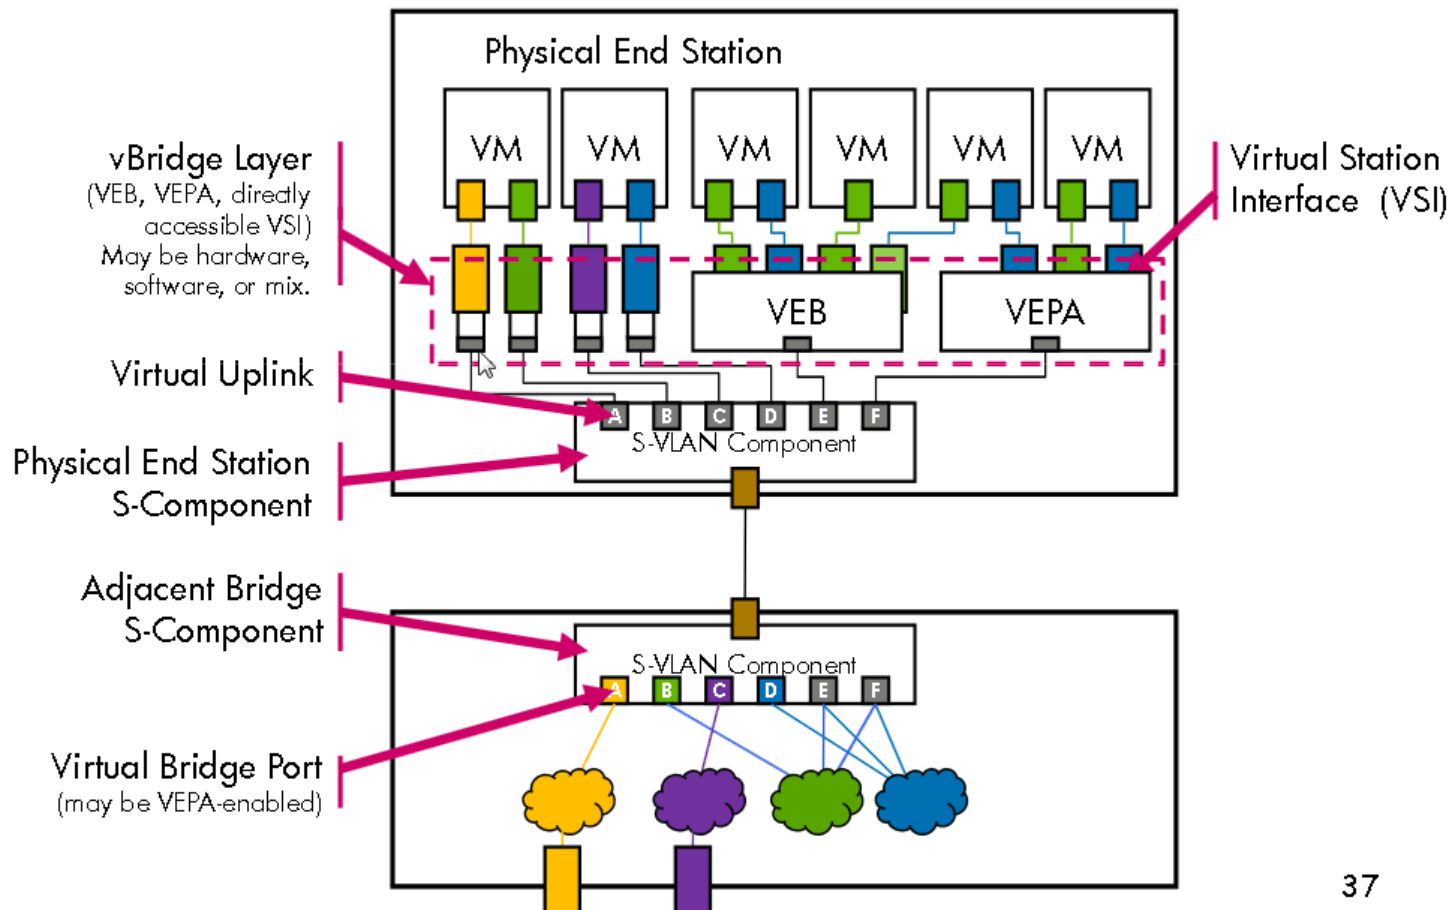 Physical End Station
VM
VM
VM
VM
VM
VM
vBridge Layer
(VEB, VEPA, directly
accessible VSI)
May be hardware,
software, or mix.
Virtual Station
Interface (VSI)
VEB
VEPA
Virtual Uplink
A
B
C
D
E
F
S-VLAN Component
Physical End Station
S-Component
Adjacent Bridge
S-Component
S-VLAN Component
A
B
C
D
E
F
Virtual Bridge Port
(may be VEPA-enabled)
37